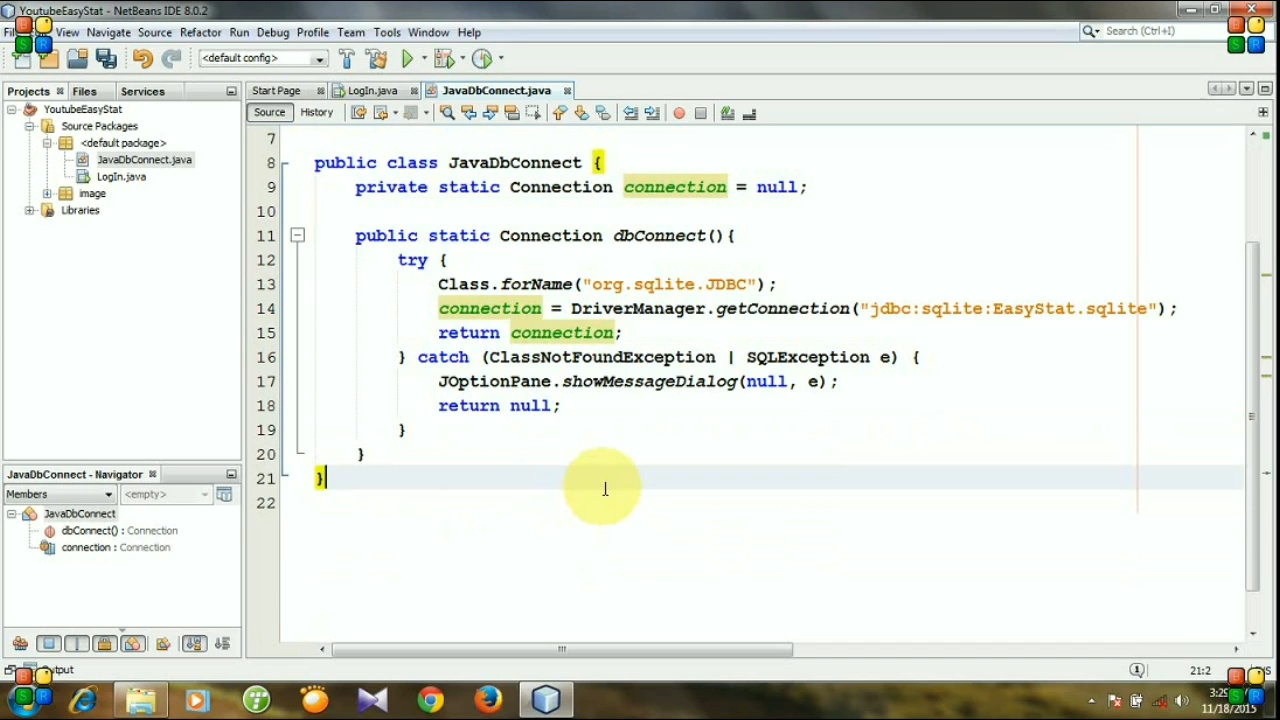 YoutubeEasyStat - NetBeans IDE 8.0.2
View Navigate Source Refactor Run Debug Profile Team Tools Window Help
Search (Ctrl+I)
<default config>
Projects Files Services
Start Page LogIn.java JavaDbConnect.java
Source History
YoutubeEasyStat
Source Packages
<default package>
JavaDbConnect.java
LogIn.java
image
Libraries
7
8 public class JavaDbConnect {
9 private static Connection connection = null;
10
11 public static Connection dbConnect(){
12 try {
13 Class.forName("org.sqlite.JDBC");
14 connection = DriverManager.getConnection("jdbc:sqlite:EasyStat.sqlite");
15 return connection;
16 } catch (ClassNotFoundException | SQLException e) {
17 JOptionPane.showMessageDialog(null, e);
18 return null;
19 }
20 }
21 }
22
JavaDbConnect - Navigator
Members <empty>
JavaDbConnect
dbConnect() : Connection
connection : Connection
21:2
11/18/2015